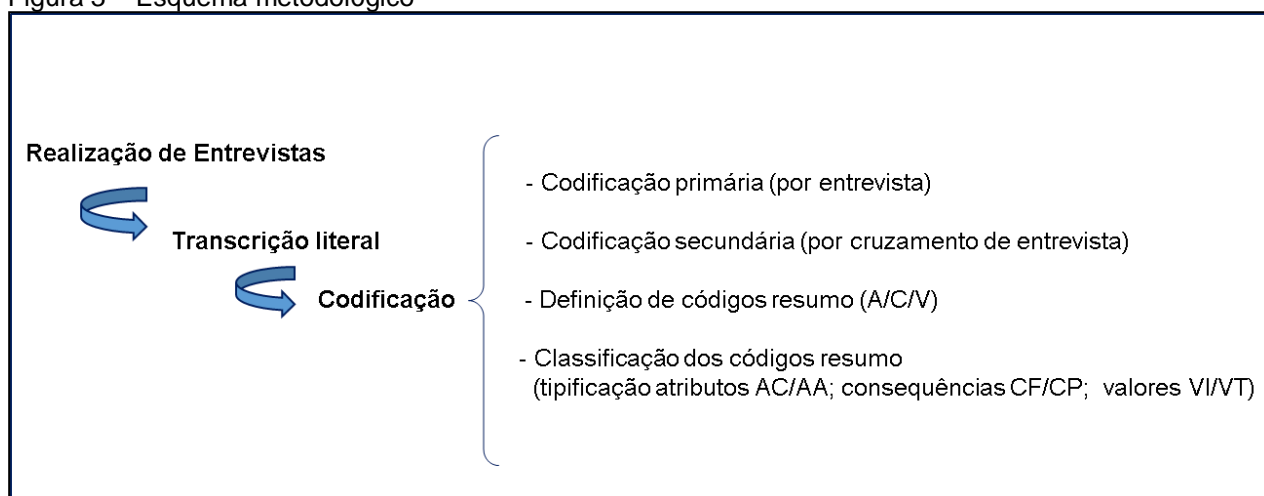 Figura 3 – Esquema metodológico
Realização de Entrevistas
Transcrição literal
Codificação
- Codificação primária (por entrevista)
- Codificação secundária (por cruzamento de entrevista)
- Definição de códigos resumo (A/C/V)
- Classificação dos códigos resumo
(tipificação atributos AC/AA; consequências CF/CP; valores VI/VT)